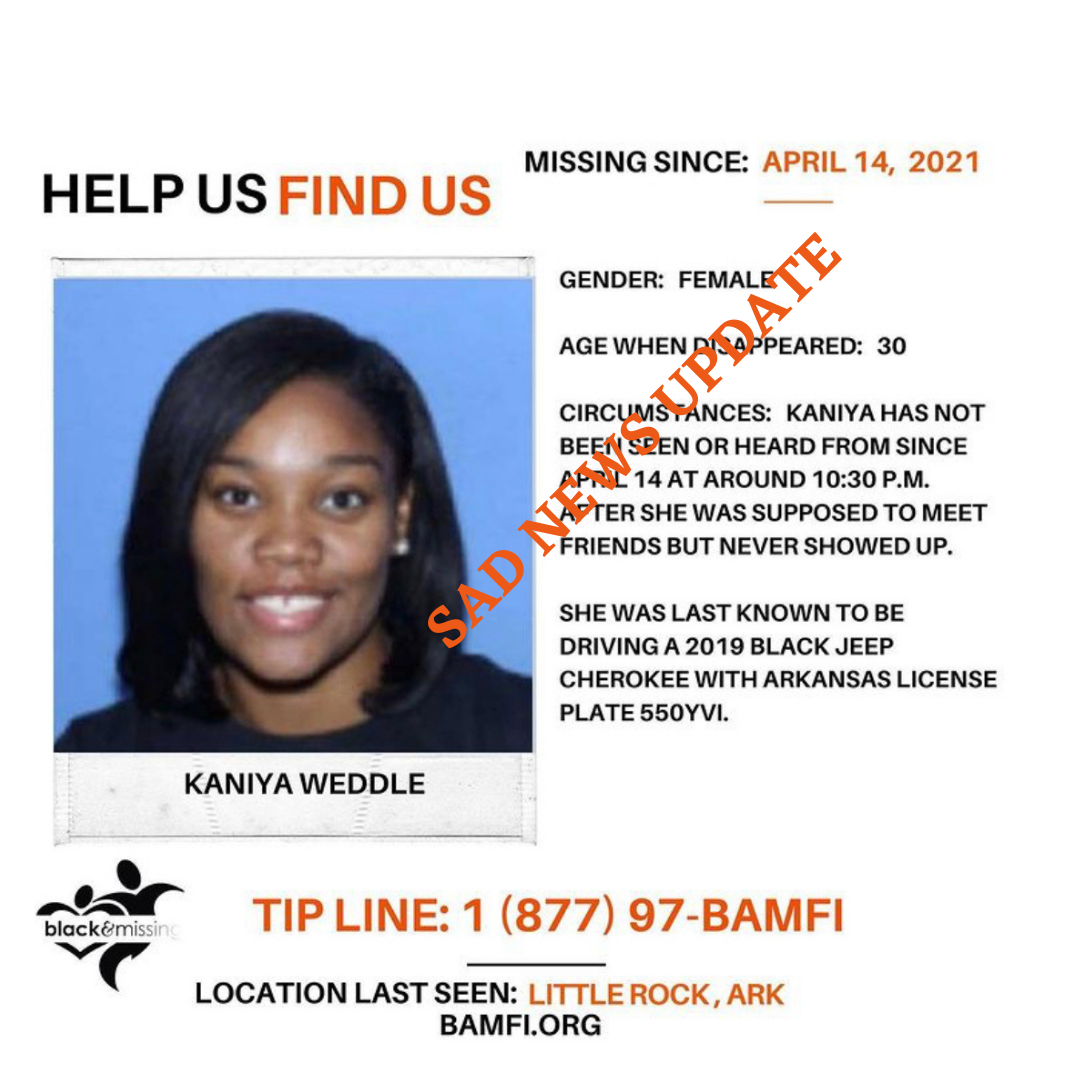 MISSING SINCE: APRIL 14, 2021
HELP US FIND US
GENDER: FEMALE
AGE WHEN DISAPPEARED: 30
CIRCUMSTANCES: KANIYA HAS NOT
BEEN SEEN OR HEARD FROM SINCE
APRIL 14 AT AROUND 10:30 P.M.
AFTER SHE WAS SUPPOSED TO MEET
FRIENDS BUT NEVER SHOWED UP.
SHE WAS LAST KNOWN TO BE
DRIVING A 2019 BLACK JEEP
CHEROKEE WITH ARKANSAS LICENSE
PLATE 550YVI.
SAD NEWS UPDATE
KANIYA WEDDLE
black&missing
TIP LINE: 1 (877) 97-BAMFI
LOCATION LAST SEEN: LITTLE ROCK, ARK
BAMFI.ORG